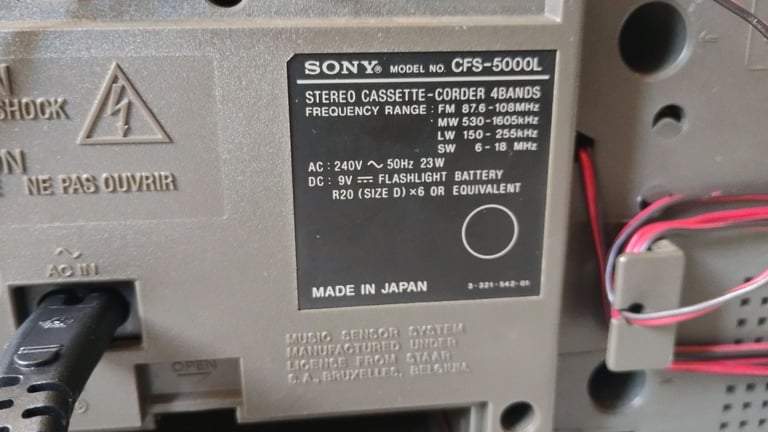 SONY® MODEL NO. CFS-5000L
STEREO CASSETTE-CORDER 4BANDS
FREQUENCY RANGE : FM 87.6-108MHz
MW 530-1605kHz
LW 150-255kHz
SW 6-18 MHz
AC : 240V ~ 50Hz 23W
DC : 9V ⎓ FLASHLIGHT BATTERY
R20 (SIZE D) ×6 OR EQUIVALENT
MADE IN JAPAN 3-321-542-01
SHOCK
NE PAS OUVRIR
~
AC IN
OPEN
MUSIC SENSOR SYSTEM
MANUFACTURED UNDER
LICENSE FROM STAAR
S.A., BRUXELLES, BELGIUM.